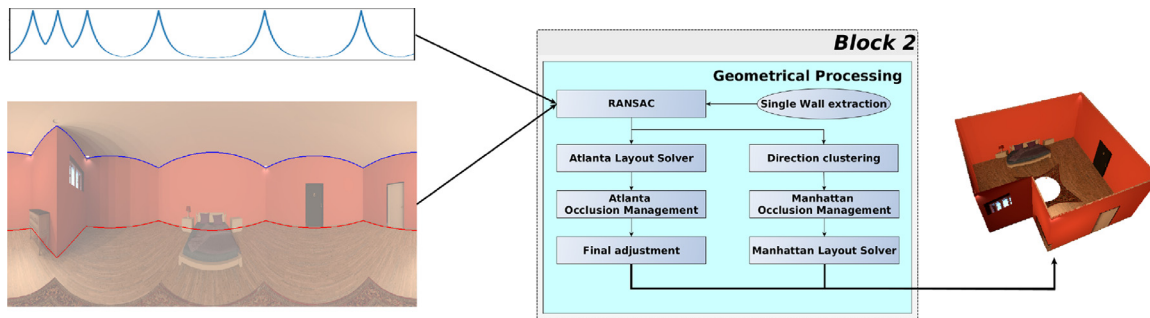 Block 2
Geometrical Processing
RANSAC
Single Wall extraction
Atlanta Layout Solver
Direction clustering
Atlanta
Occlusion Management
Manhattan
Occlusion Management
Final adjustment
Manhattan Layout Solver